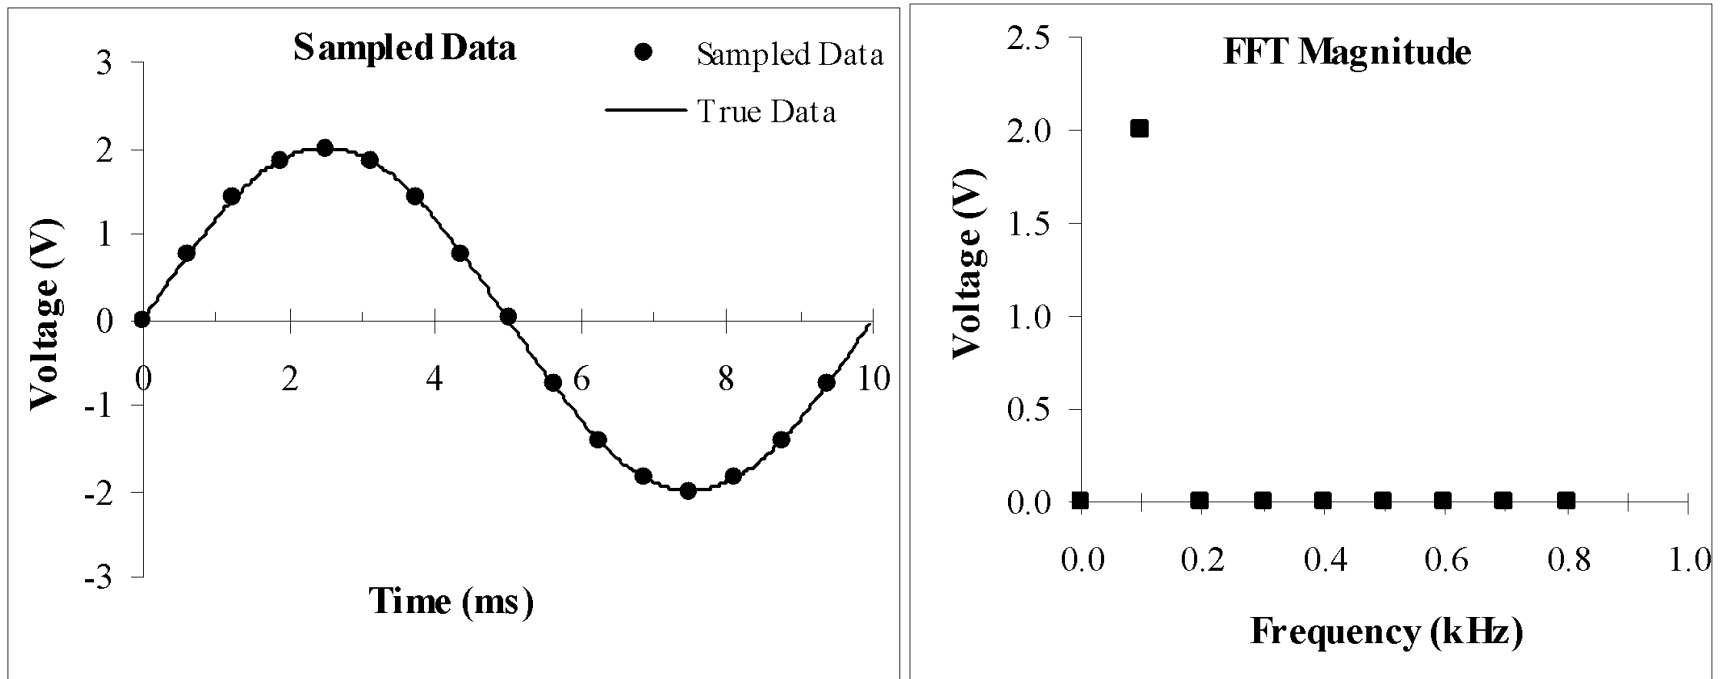 Sampled Data
Sampled Data
True Data
3
2
1
0
-1
-2
-3
0 2 4 6 8 10
Voltage (V)
Time (ms)
FFT Magnitude
2.5
2.0
1.5
1.0
0.5
0.0
0.0 0.2 0.4 0.6 0.8 1.0
Voltage (V)
Frequency (kHz)